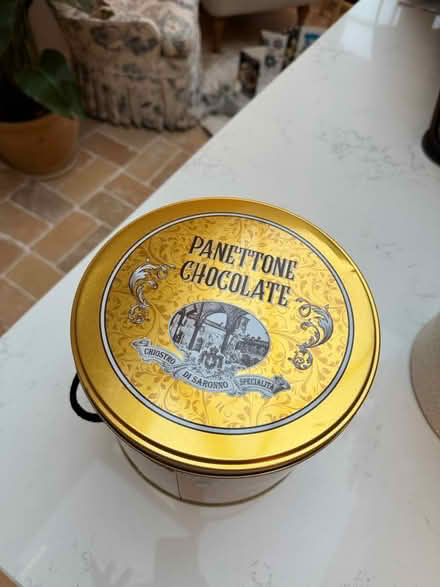 PANETTONE
CHOCOLATE
CHIOSTRO DI SARONNO SPECIALITÀ